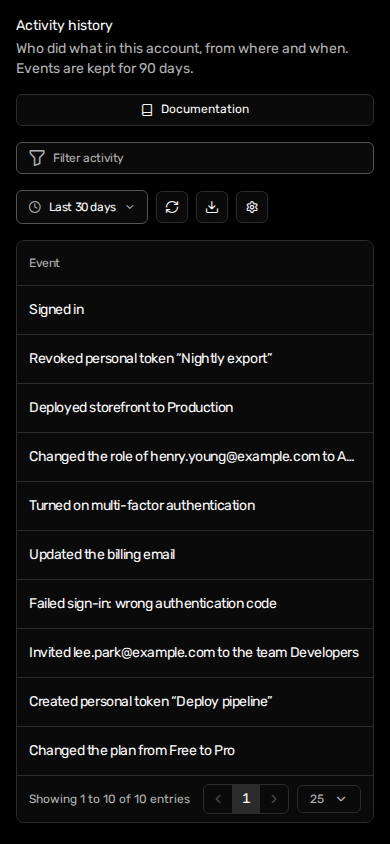 Activity history
Who did what in this account, from where and when.
Events are kept for 90 days.
Documentation
Filter activity
Last 30 days
Event
Signed in
Revoked personal token “Nightly export”
Deployed storefront to Production
Changed the role of henry.young@example.com to A…
Turned on multi-factor authentication
Updated the billing email
Failed sign-in: wrong authentication code
Invited lee.park@example.com to the team Developers
Created personal token “Deploy pipeline”
Changed the plan from Free to Pro
Showing 1 to 10 of 10 entries 1 25